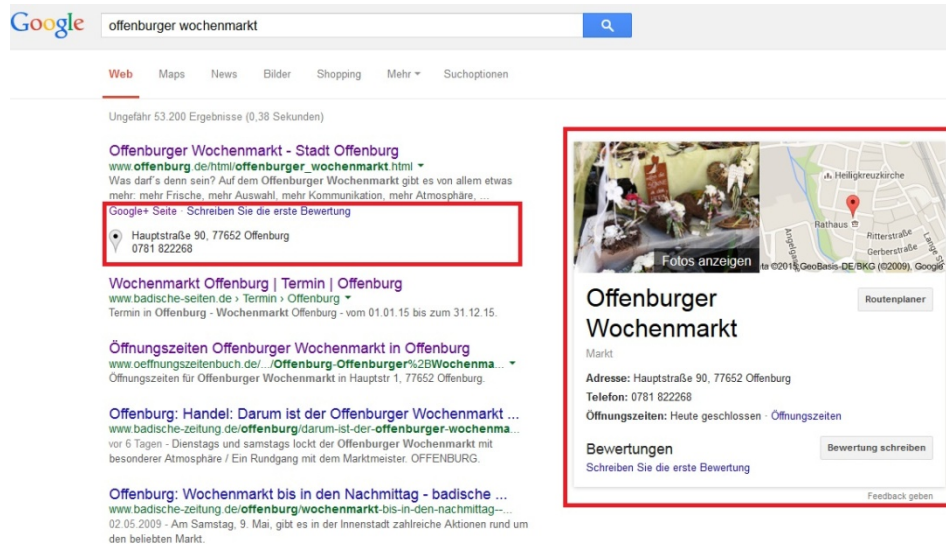 Google
offenburger wochenmarkt
Web Maps News Bilder Shopping Mehr Suchoptionen
Ungefähr 53.200 Ergebnisse (0,38 Sekunden)
Offenburger Wochenmarkt - Stadt Offenburg
www.offenburg.de/html/offenburger_wochenmarkt.html
Was darf's denn sein? Auf dem Offenburger Wochenmarkt gibt es von allem etwas
mehr: mehr Frische, mehr Auswahl, mehr Kommunikation, mehr Atmosphäre, ...
Google+ Seite · Schreiben Sie die erste Bewertung
Hauptstraße 90, 77652 Offenburg
0781 822268
Wochenmarkt Offenburg | Termin | Offenburg
www.badische-seiten.de › Termin › Offenburg
Termin in Offenburg - Wochenmarkt Offenburg - vom 01.01.15 bis zum 31.12.15.
Öffnungszeiten Offenburger Wochenmarkt in Offenburg
www.oeffnungszeitenbuch.de/.../Offenburg-Offenburger%2BWochenma...
Öffnungszeiten für Offenburger Wochenmarkt in Hauptstr 1, 77652 Offenburg.
Offenburg: Handel: Darum ist der Offenburger Wochenmarkt ...
www.badische-zeitung.de/offenburg/darum-ist-der-offenburger-wochenma...
vor 6 Tagen - Dienstags und samstags lockt der Offenburger Wochenmarkt mit
besonderer Atmosphäre / Ein Rundgang mit dem Marktmeister. OFFENBURG.
Offenburg: Wochenmarkt bis in den Nachmittag - badische ...
www.badische-zeitung.de/offenburg/wochenmarkt-bis-in-den-nachmittag--...
02.05.2009 - Am Samstag, 9. Mai, gibt es in der Innenstadt zahlreiche Aktionen rund um
den beliebten Markt.
Heiligkreuzkirche
Rathaus
Ritterstraße
Gerberstraße
Lange
Angelgasse
Fotos anzeigen
©2015 GeoBasis-DE/BKG (©2009), Google
Offenburger
Wochenmarkt
Routenplaner
Markt
Adresse: Hauptstraße 90, 77652 Offenburg
Telefon: 0781 822268
Öffnungszeiten: Heute geschlossen · Öffnungszeiten
Bewertungen
Bewertung schreiben
Schreiben Sie die erste Bewertung
Feedback geben